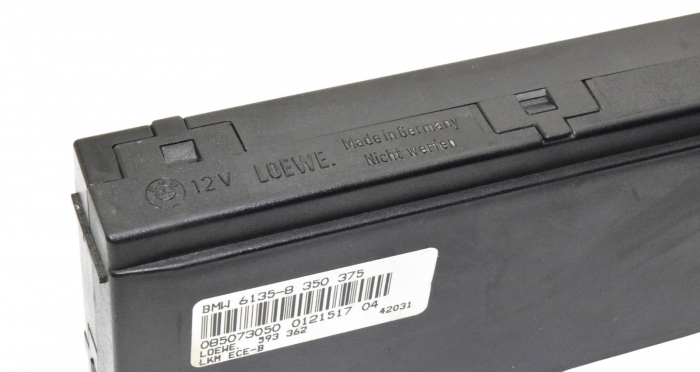 12V LOEWE. Made in Germany
Nicht werfen
BMW 6135-8 350 375
085073050 0121517 04
42031
LOEWE. 593 362
LKM ECE-B